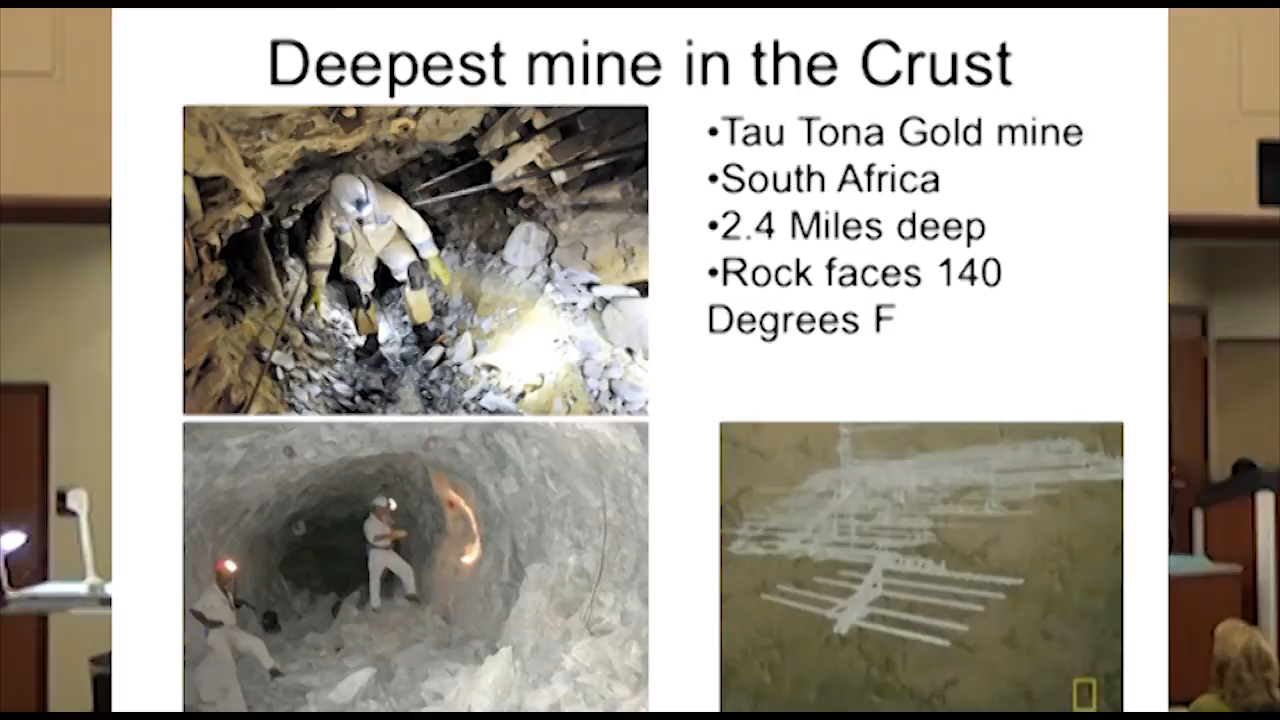 Deepest mine in the Crust
•Tau Tona Gold mine
•South Africa
•2.4 Miles deep
•Rock faces 140
Degrees F